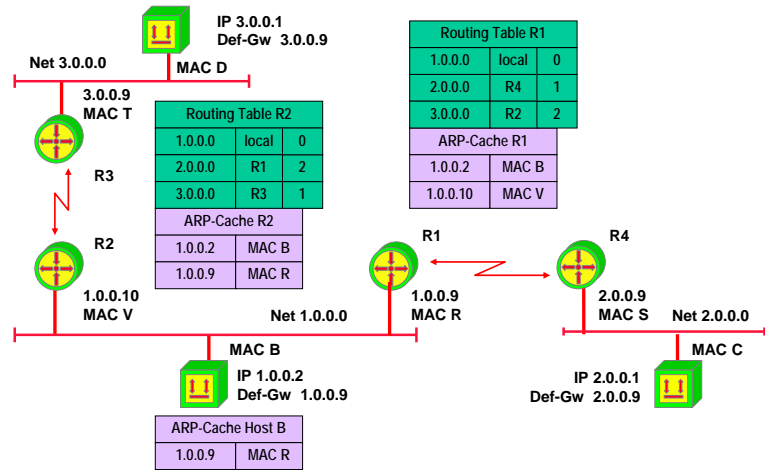 IP 3.0.0.1
Def-Gw 3.0.0.9
Net 3.0.0.0
MAC D
3.0.0.9
MAC T
R3
Routing Table R2
1.0.0.0 local 0
2.0.0.0 R1 2
3.0.0.0 R3 1
ARP-Cache R2
1.0.0.2 MAC B
1.0.0.9 MAC R
Routing Table R1
1.0.0.0 local 0
2.0.0.0 R4 1
3.0.0.0 R2 2
ARP-Cache R1
1.0.0.2 MAC B
1.0.0.10 MAC V
R2
1.0.0.10
MAC V
R1
1.0.0.9
MAC R
R4
2.0.0.9
MAC S
Net 1.0.0.0
Net 2.0.0.0
MAC B
IP 1.0.0.2
Def-Gw 1.0.0.9
MAC C
IP 2.0.0.1
Def-Gw 2.0.0.9
ARP-Cache Host B
1.0.0.9 MAC R